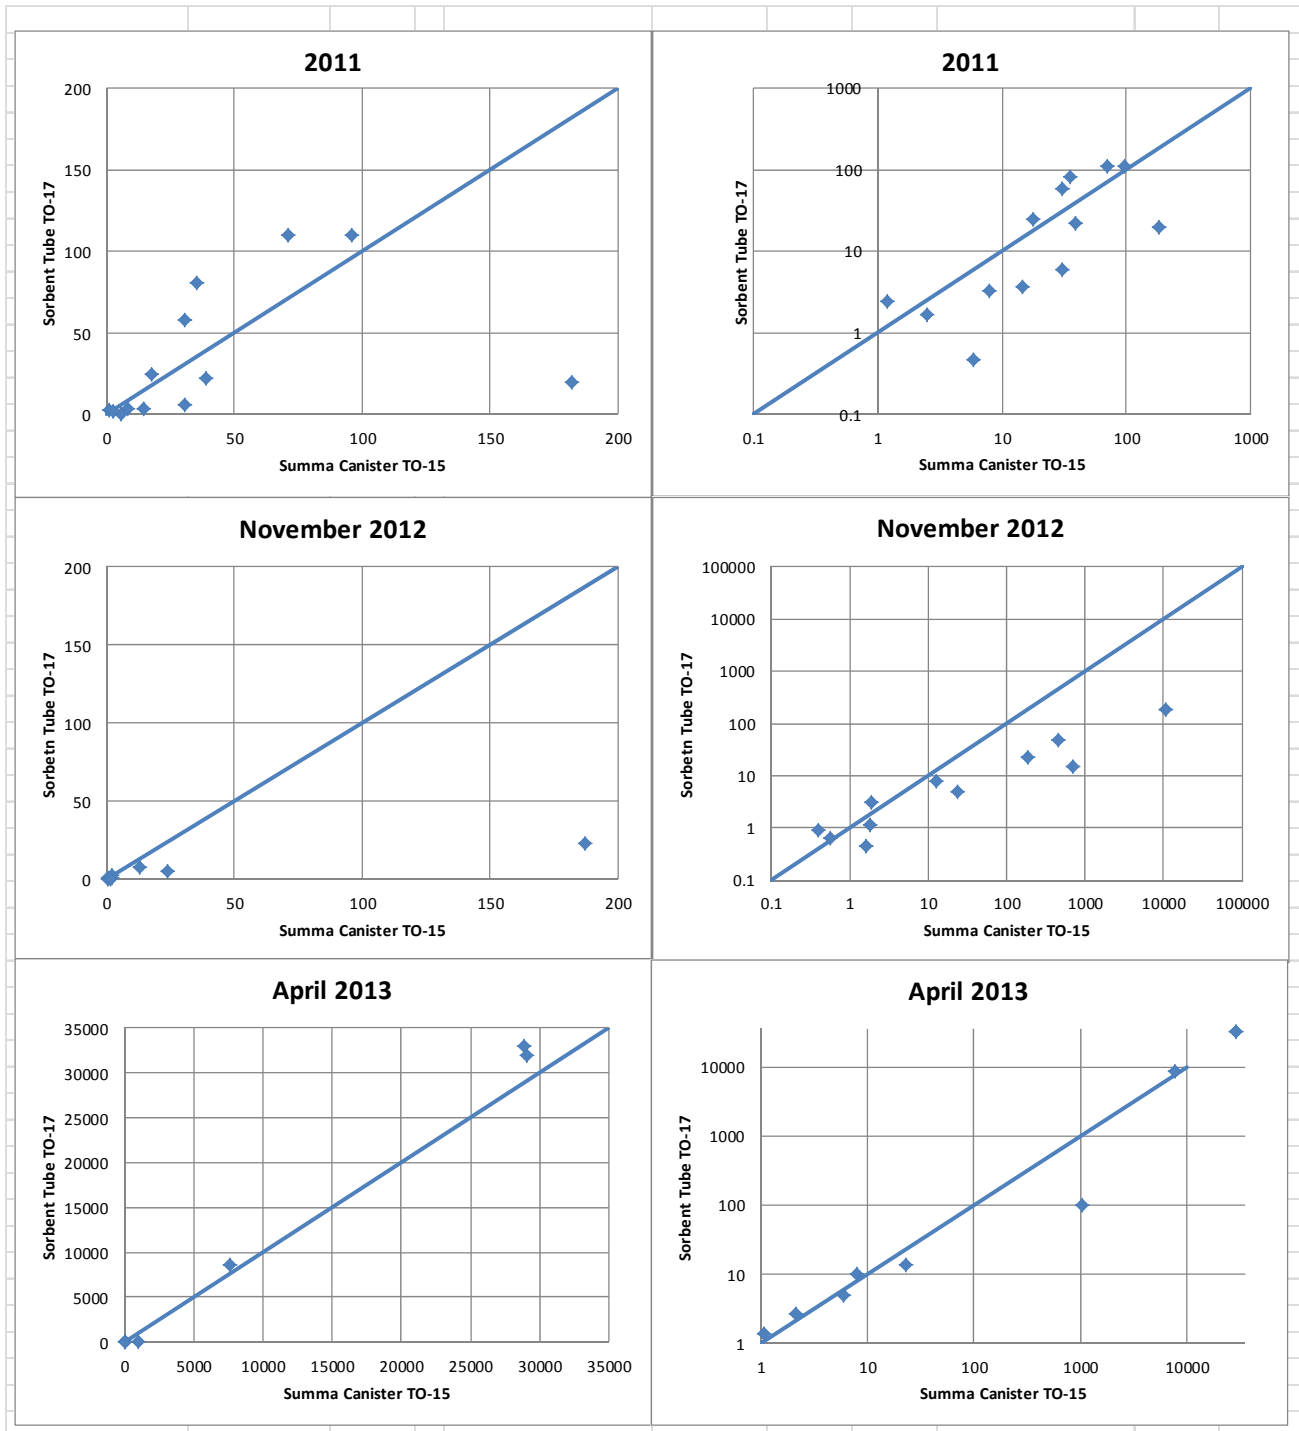 2011
200
150
100
50
0
0 50 100 150 200
Sorbent Tube TO-17
Summa Canister TO-15
2011
1000
100
10
1
0.1
0.1 1 10 100 1000
Sorbent Tube TO-17
Summa Canister TO-15
November 2012
200
150
100
50
0
0 50 100 150 200
Sorbetn Tube TO-17
Summa Canister TO-15
November 2012
100000
10000
1000
100
10
1
0.1
0.1 1 10 100 1000 10000 100000
Sorbetn Tube TO-17
Summa Canister TO-15
April 2013
35000
30000
25000
20000
15000
10000
5000
0
0 5000 10000 15000 20000 25000 30000 35000
Sorbent Tube TO-17
Summa Canister TO-15
April 2013
10000
1000
100
10
1
1 10 100 1000 10000
Sorbent Tube TO-17
Summa Canister TO-15